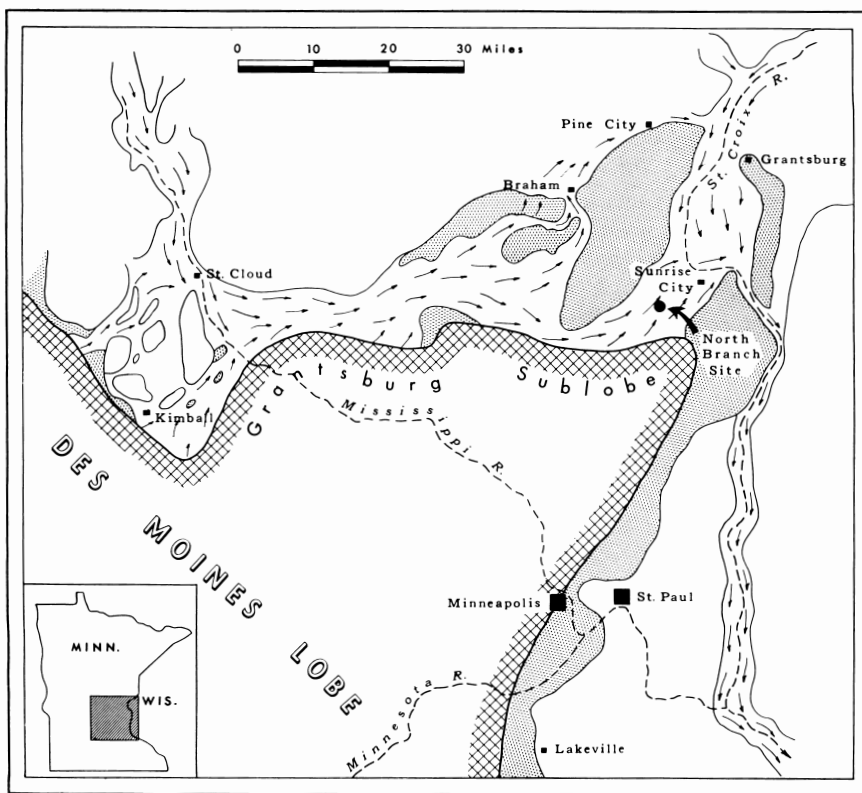 0 10 20 30 Miles
Pine City
St. Croix R.
Grantsburg
Braham
St. Cloud
Sunrise
City
North
Branch
Site
Grantsburg Sublobe
Kimball
Mississippi R.
DES MOINES LOBE
Minneapolis
St. Paul
MINN.
WIS.
Minnesota R.
Lakeville